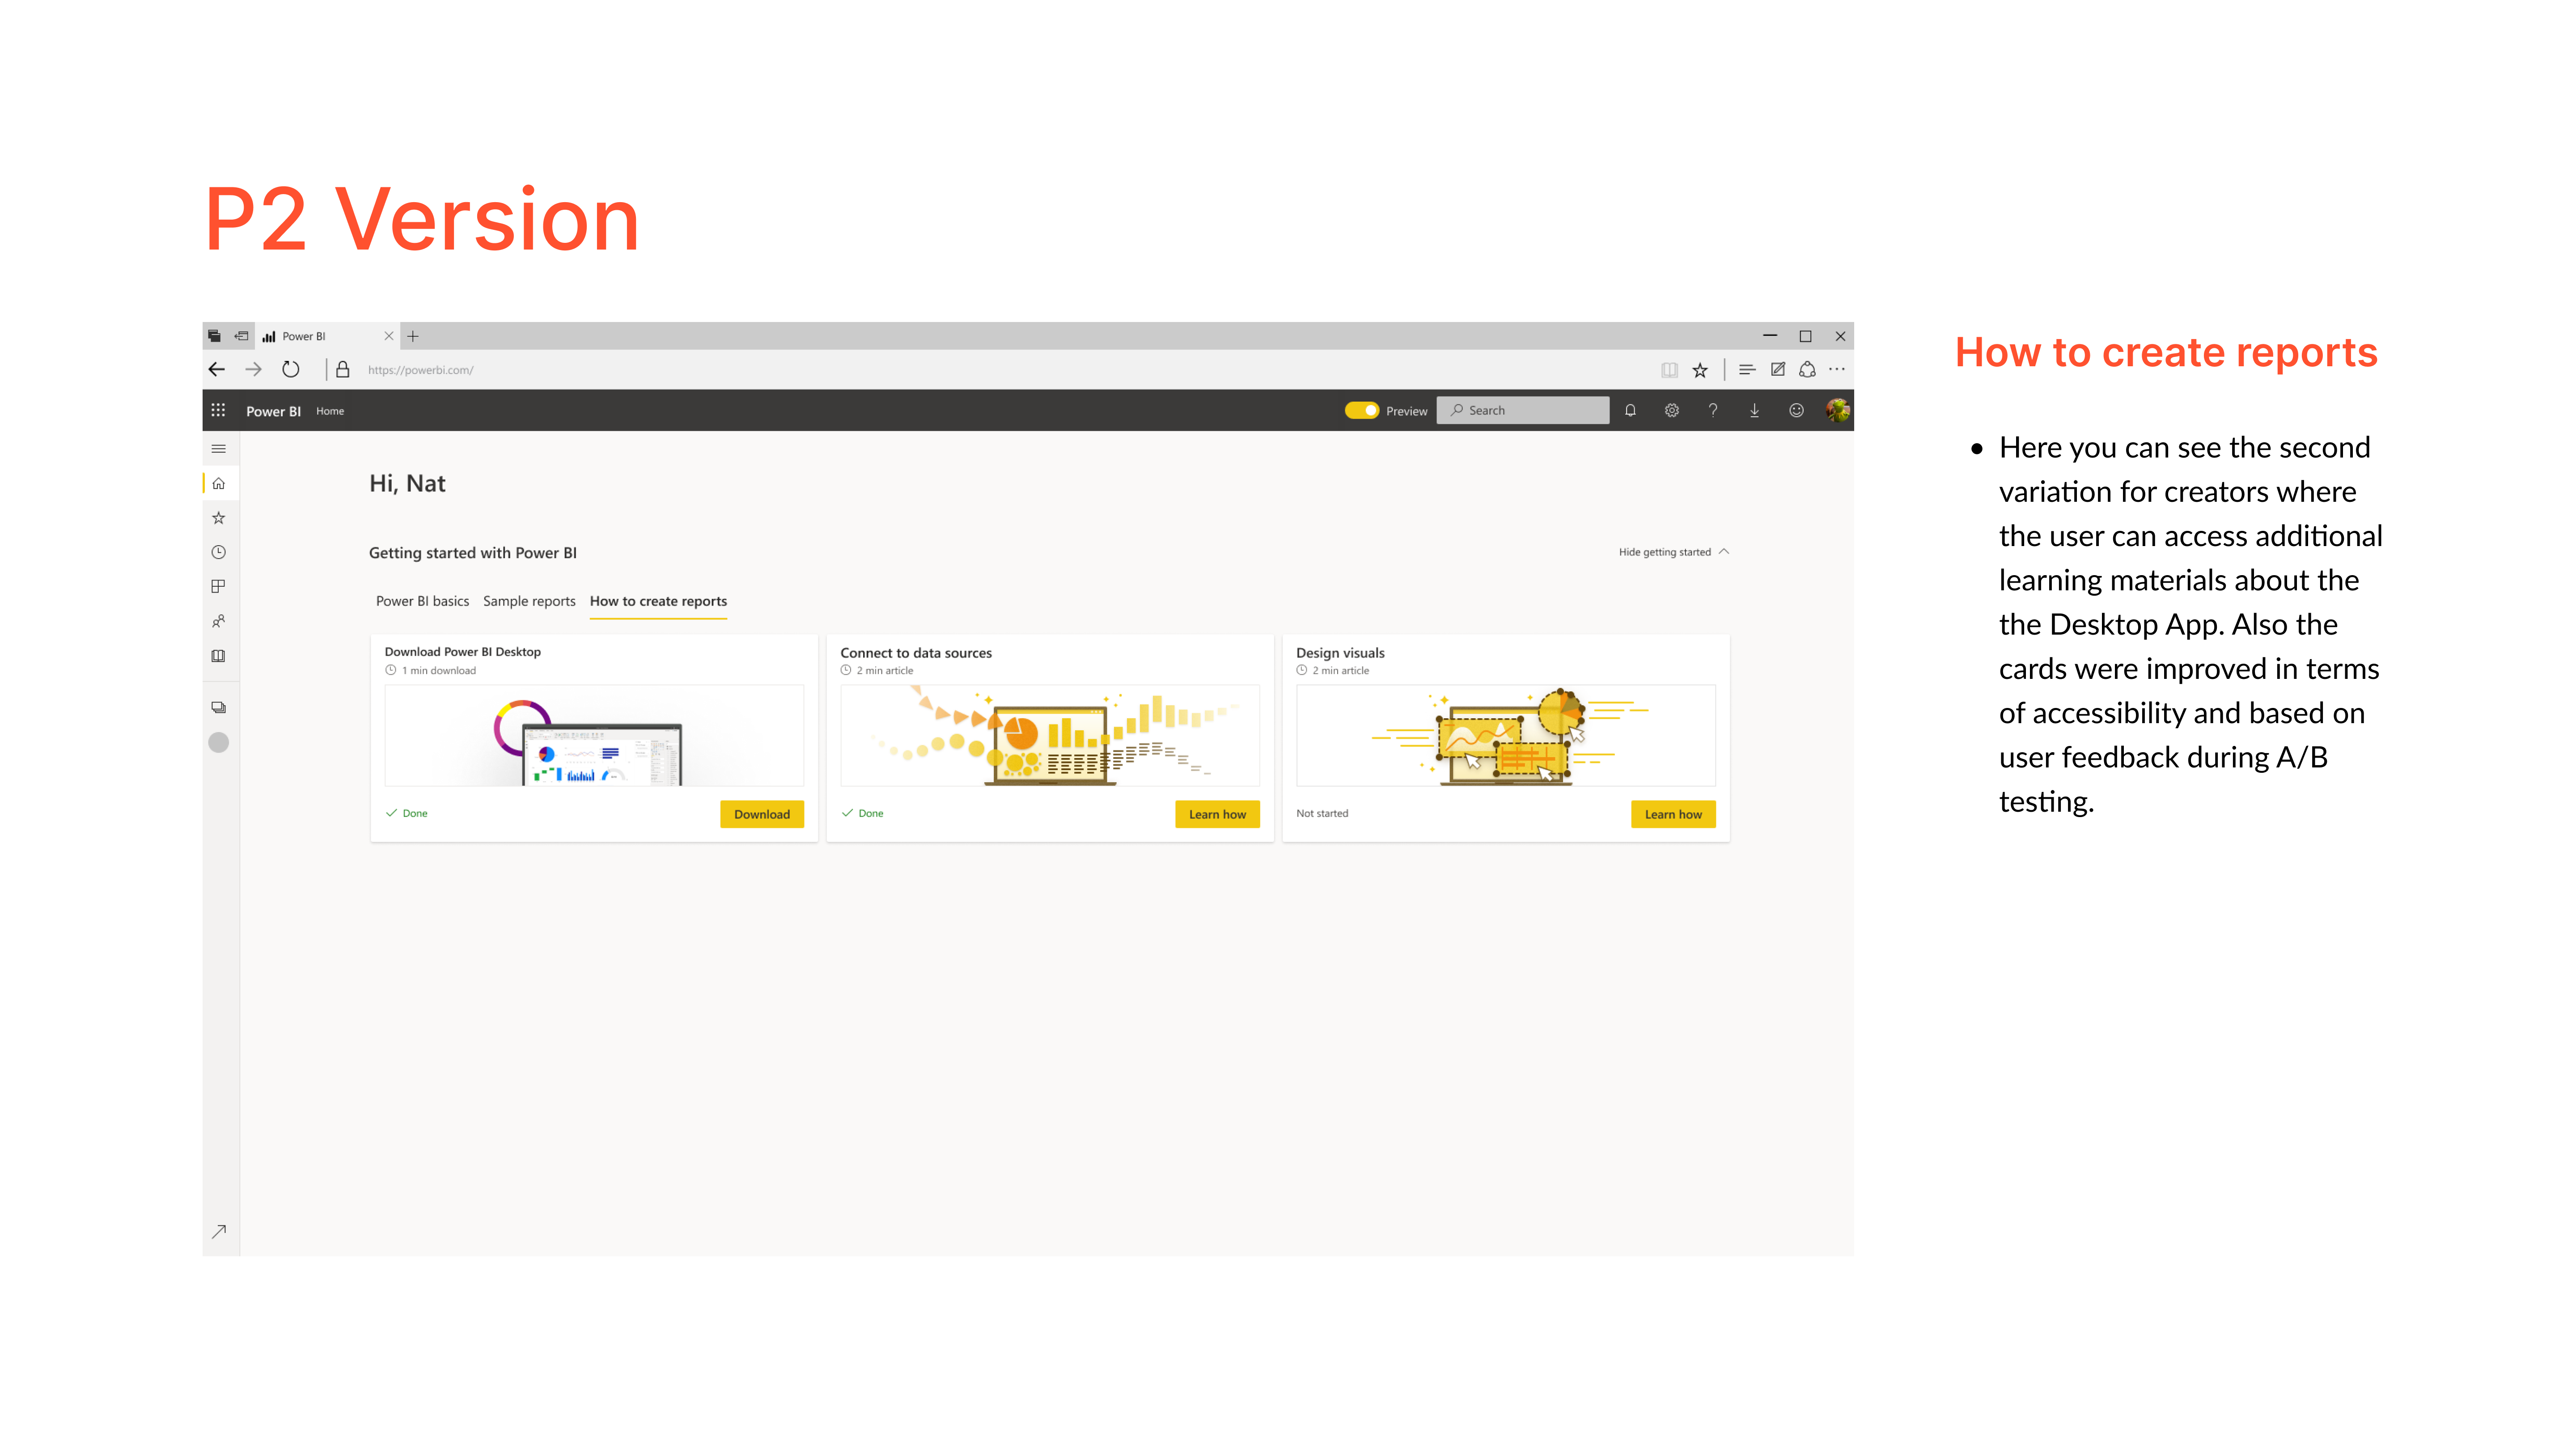 P2 Version
Power BI
https://powerbi.com/
Power BI Home
Preview
Search
Hi, Nat
Getting started with Power BI
Hide getting started
Power BI basics Sample reports How to create reports
Download Power BI Desktop
1 min download
Done
Download
Connect to data sources
2 min article
Done
Learn how
Design visuals
2 min article
Not started
Learn how
How to create reports
• Here you can see the second
variation for creators where
the user can access additional
learning materials about the
the Desktop App. Also the
cards were improved in terms
of accessibility and based on
user feedback during A/B
testing.